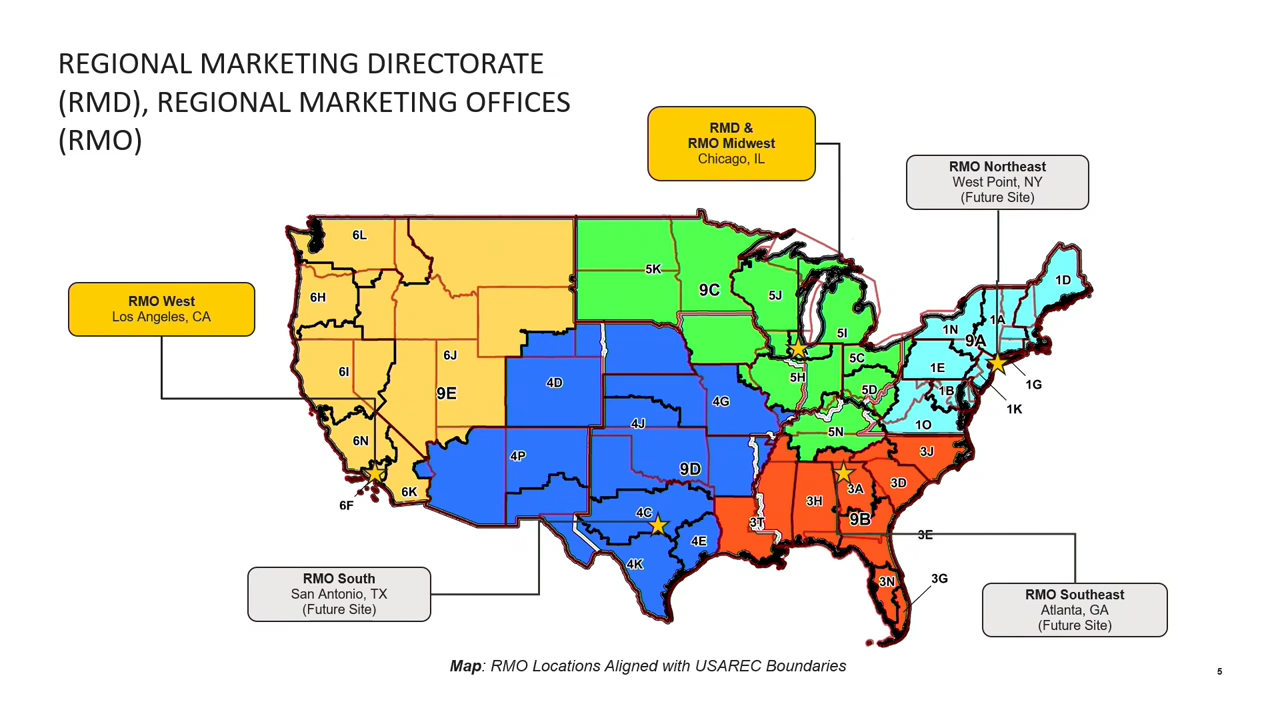 REGIONAL MARKETING DIRECTORATE
(RMD), REGIONAL MARKETING OFFICES
(RMO)
RMD &
RMO Midwest
Chicago, IL
RMO Northeast
West Point, NY
(Future Site)
RMO West
Los Angeles, CA
6L
6H
6I
6J
9E
6N
6K
6F
5K
9C
5J
5I
5H
5C
5D
5N
1D
1A
1N
9A
1E
1B
1O
1G
1K
4D
4G
4J
4P
9D
4C
4E
4K
3J
3D
3A
3H
9B
3T
3E
3N
3G
RMO South
San Antonio, TX
(Future Site)
RMO Southeast
Atlanta, GA
(Future Site)
Map: RMO Locations Aligned with USAREC Boundaries
5